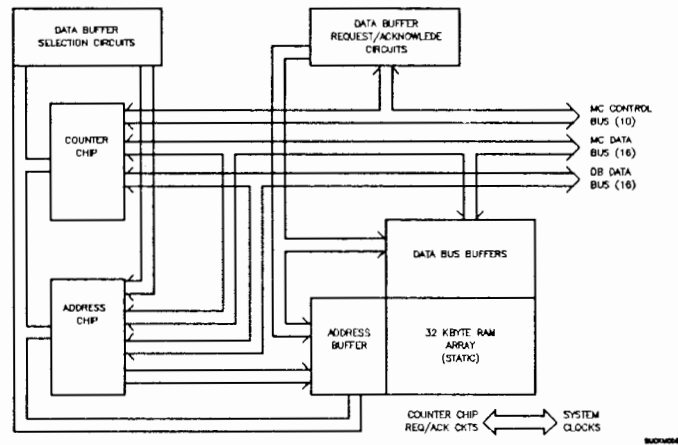 DATA BUFFER
SELECTION CIRCUITS
DATA BUFFER
REQUEST/ACKNOWLEDE
CIRCUITS
COUNTER
CHIP
MC CONTROL
BUS (10)
MC DATA
BUS (16)
DB DATA
BUS (16)
DATA BUS BUFFERS
ADDRESS
CHIP
ADDRESS
BUFFER
32 KBYTE RAM
ARRAY
(STATIC)
COUNTER CHIP
REQ/ACK CKTS
SYSTEM
CLOCKS